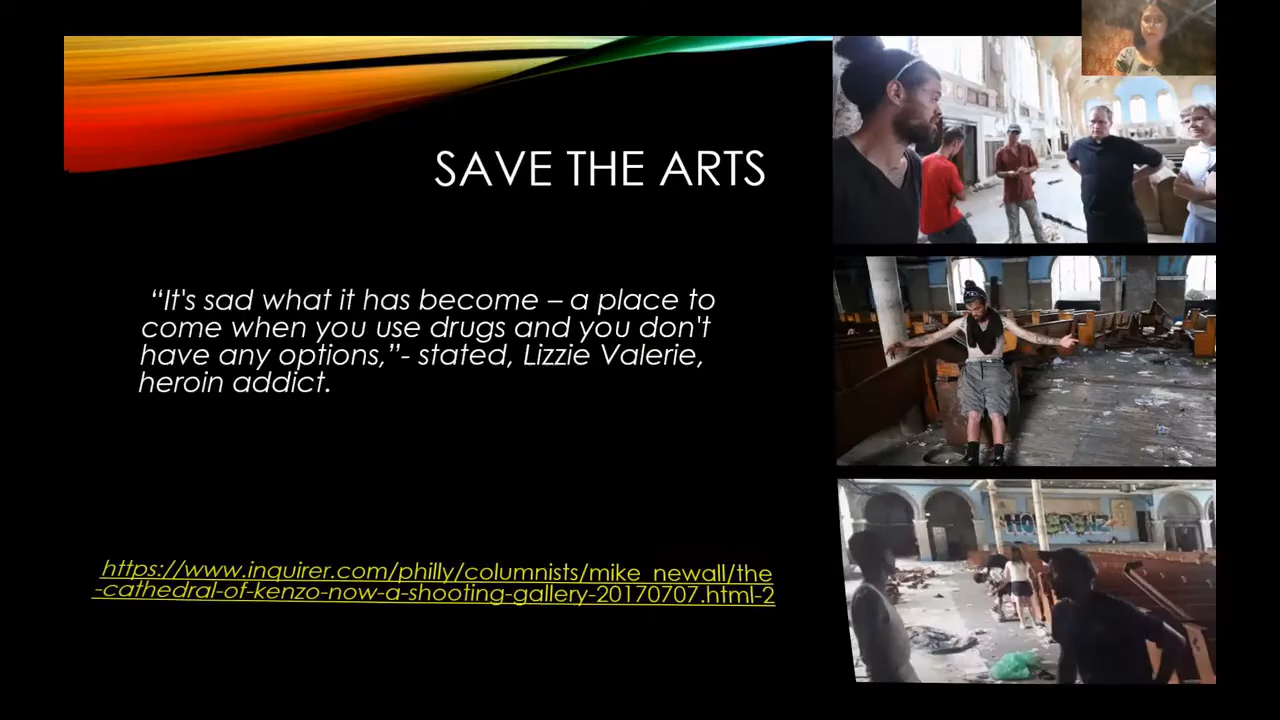 SAVE THE ARTS
“It's sad what it has become – a place to
come when you use drugs and you don't
have any options,”- stated, Lizzie Valerie,
heroin addict.
https://www.inquirer.com/philly/columnists/mike_newall/the
-cathedral-of-kenzo-now-a-shooting-gallery-20170707.html-2